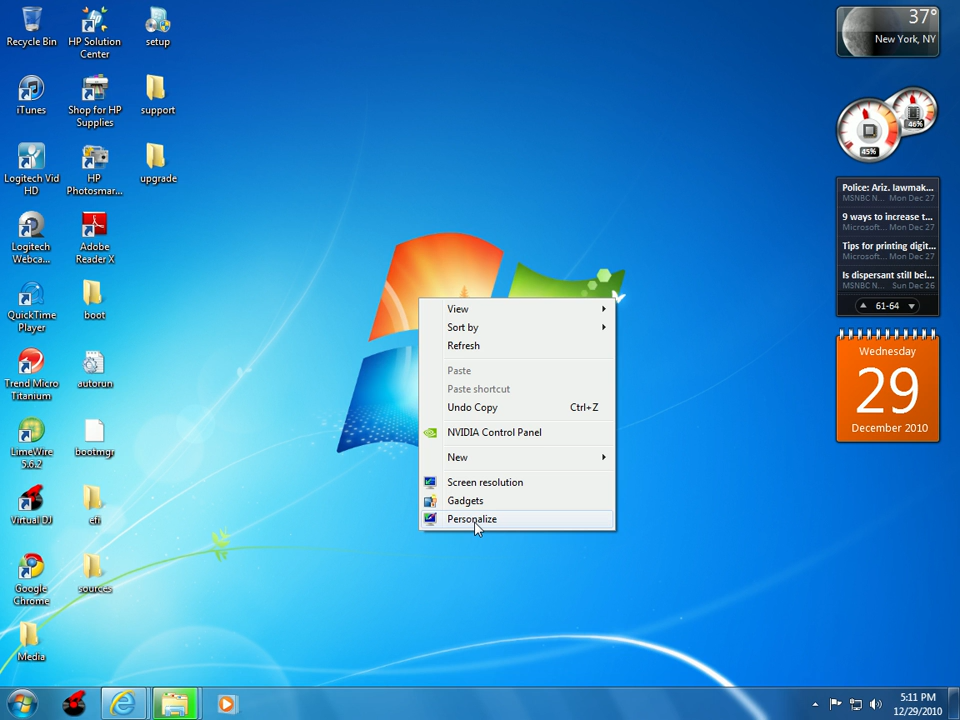 Recycle Bin
HP Solution
Center
setup
iTunes
Shop for HP
Supplies
support
Logitech Vid
HD
HP
Photosmar...
upgrade
Logitech
Webca...
Adobe
Reader X
QuickTime
Player
boot
Trend Micro
Titanium
autorun
LimeWire
5.6.2
bootmgr
Virtual DJ
efi
Google
Chrome
sources
Media
View
Sort by
Refresh
Paste
Paste shortcut
Undo Copy Ctrl+Z
NVIDIA Control Panel
New
Screen resolution
Gadgets
Personalize
37°
New York, NY
46%
45%
Police: Ariz. lawmak...
MSNBC N... Mon Dec 27
9 ways to increase t...
Microsoft... Mon Dec 27
Tips for printing digit...
Microsoft... Mon Dec 27
Is dispersant still bei...
MSNBC N... Sun Dec 26
61-64
Wednesday
29
December 2010
5:11 PM
12/29/2010